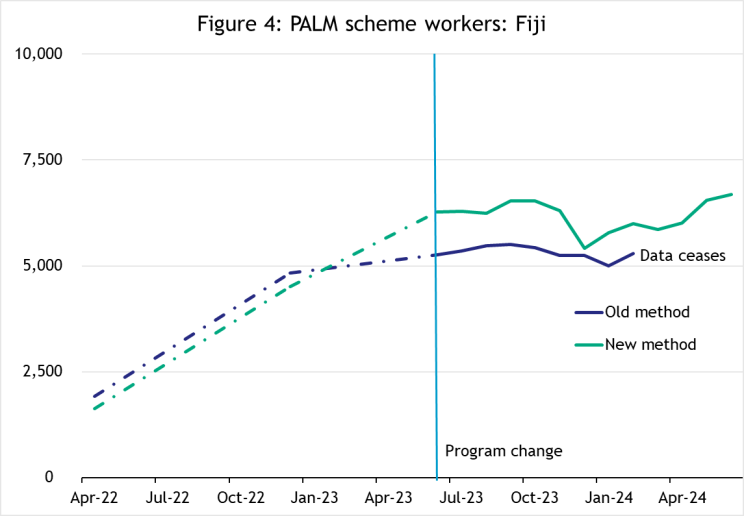 Figure 4: PALM scheme workers: Fiji
10,000
7,500
5,000
2,500
0
Data ceases
Old method
New method
Program change
Apr-22 Jul-22 Oct-22 Jan-23 Apr-23 Jul-23 Oct-23 Jan-24 Apr-24